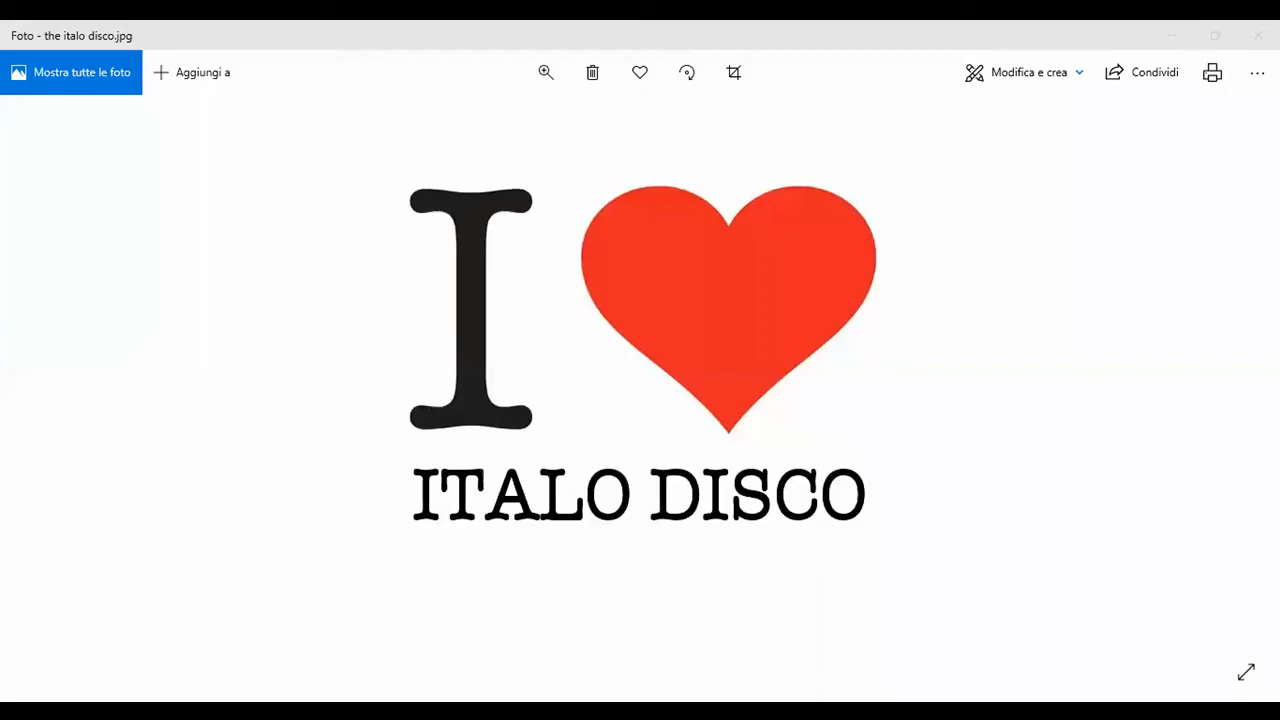 Foto - the italo disco.jpg
Mostra tutte le foto
Aggiungi a
Modifica e crea
Condividi
I
ITALO DISCO